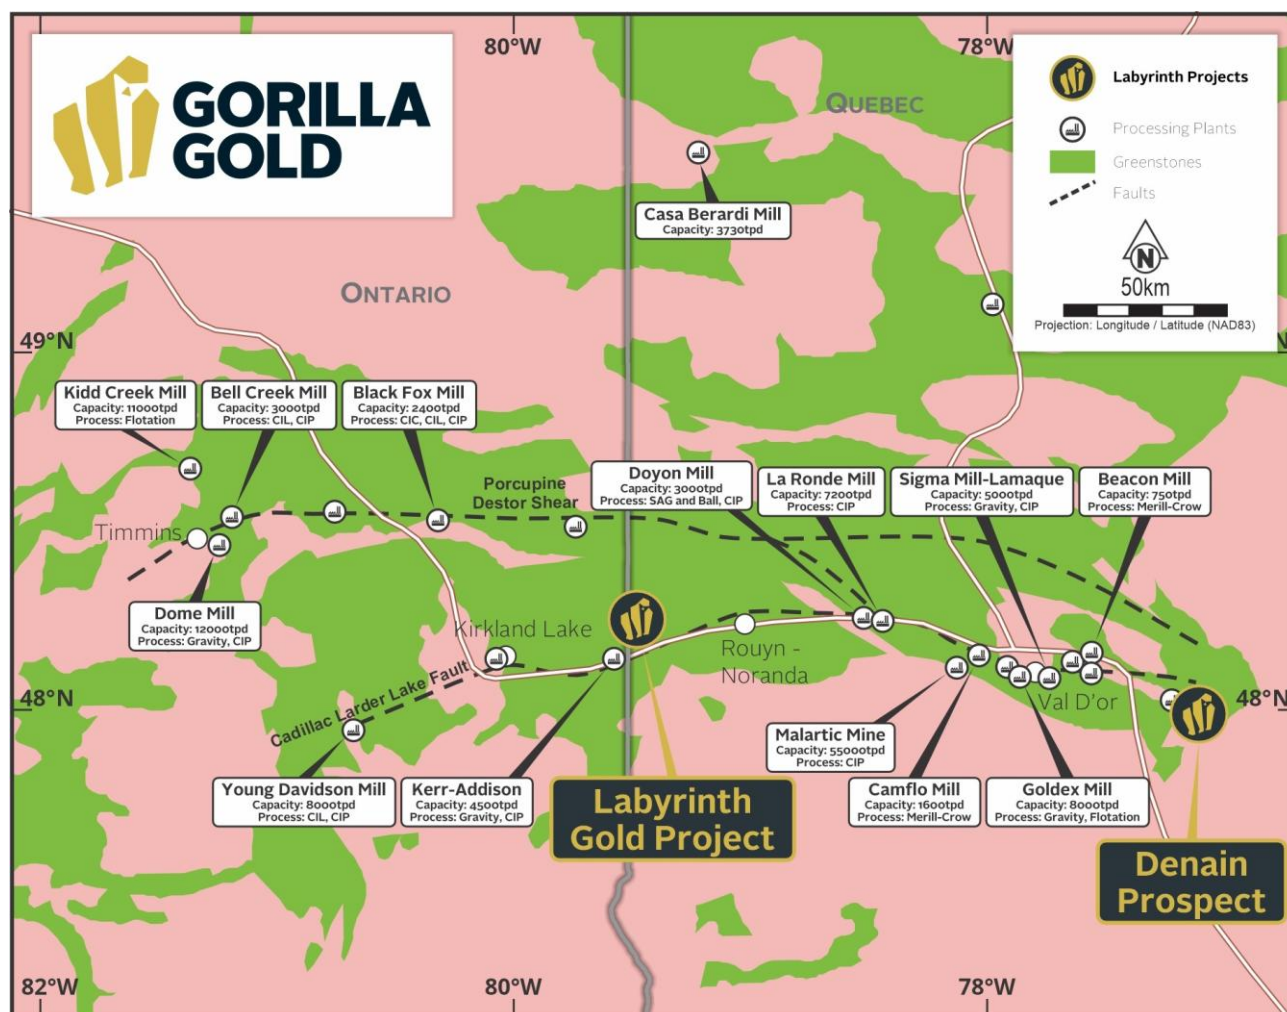 80°W
78°W
GORILLA
GOLD
Labyrinth Projects
Processing Plants
Greenstones
Faults
N
50km
Projection: Longitude / Latitude (NAD83)
QUEBEC
Casa Berardi Mill
Capacity: 3730tpd
ONTARIO
49°N
N
Kidd Creek Mill
Capacity: 11000tpd
Process: Flotation
Bell Creek Mill
Capacity: 3000tpd
Process: CIL, CIP
Black Fox Mill
Capacity: 2400tpd
Process: CIC, CIL, CIP
Porcupine
Destor Shear
Doyon Mill
Capacity: 3000tpd
Process: SAG and Ball, CIP
La Ronde Mill
Capacity: 7200tpd
Process: CIP
Sigma Mill-Lamaque
Capacity: 5000tpd
Process: Gravity, CIP
Beacon Mill
Capacity: 750tpd
Process: Merill-Crow
Timmins
Dome Mill
Capacity: 12000tpd
Process: Gravity, CIP
Kirkland Lake
Rouyn -
Noranda
Cadillac Larder Lake Fault
Val D'or
48°N
48°N
Malartic Mine
Capacity: 55000tpd
Process: CIP
Young Davidson Mill
Capacity: 8000tpd
Process: CIL, CIP
Kerr-Addison
Capacity: 4500tpd
Process: Gravity, CIP
Labyrinth
Gold Project
Camflo Mill
Capacity: 1600tpd
Process: Merill-Crow
Goldex Mill
Capacity: 8000tpd
Process: Gravity, Flotation
Denain
Prospect
82°W
80°W
78°W